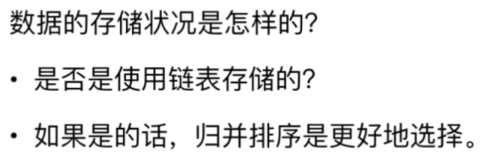 数据的存储状况是怎样的?
• 是否是使用链表存储的?
• 如果是的话，归并排序是更好地选择。